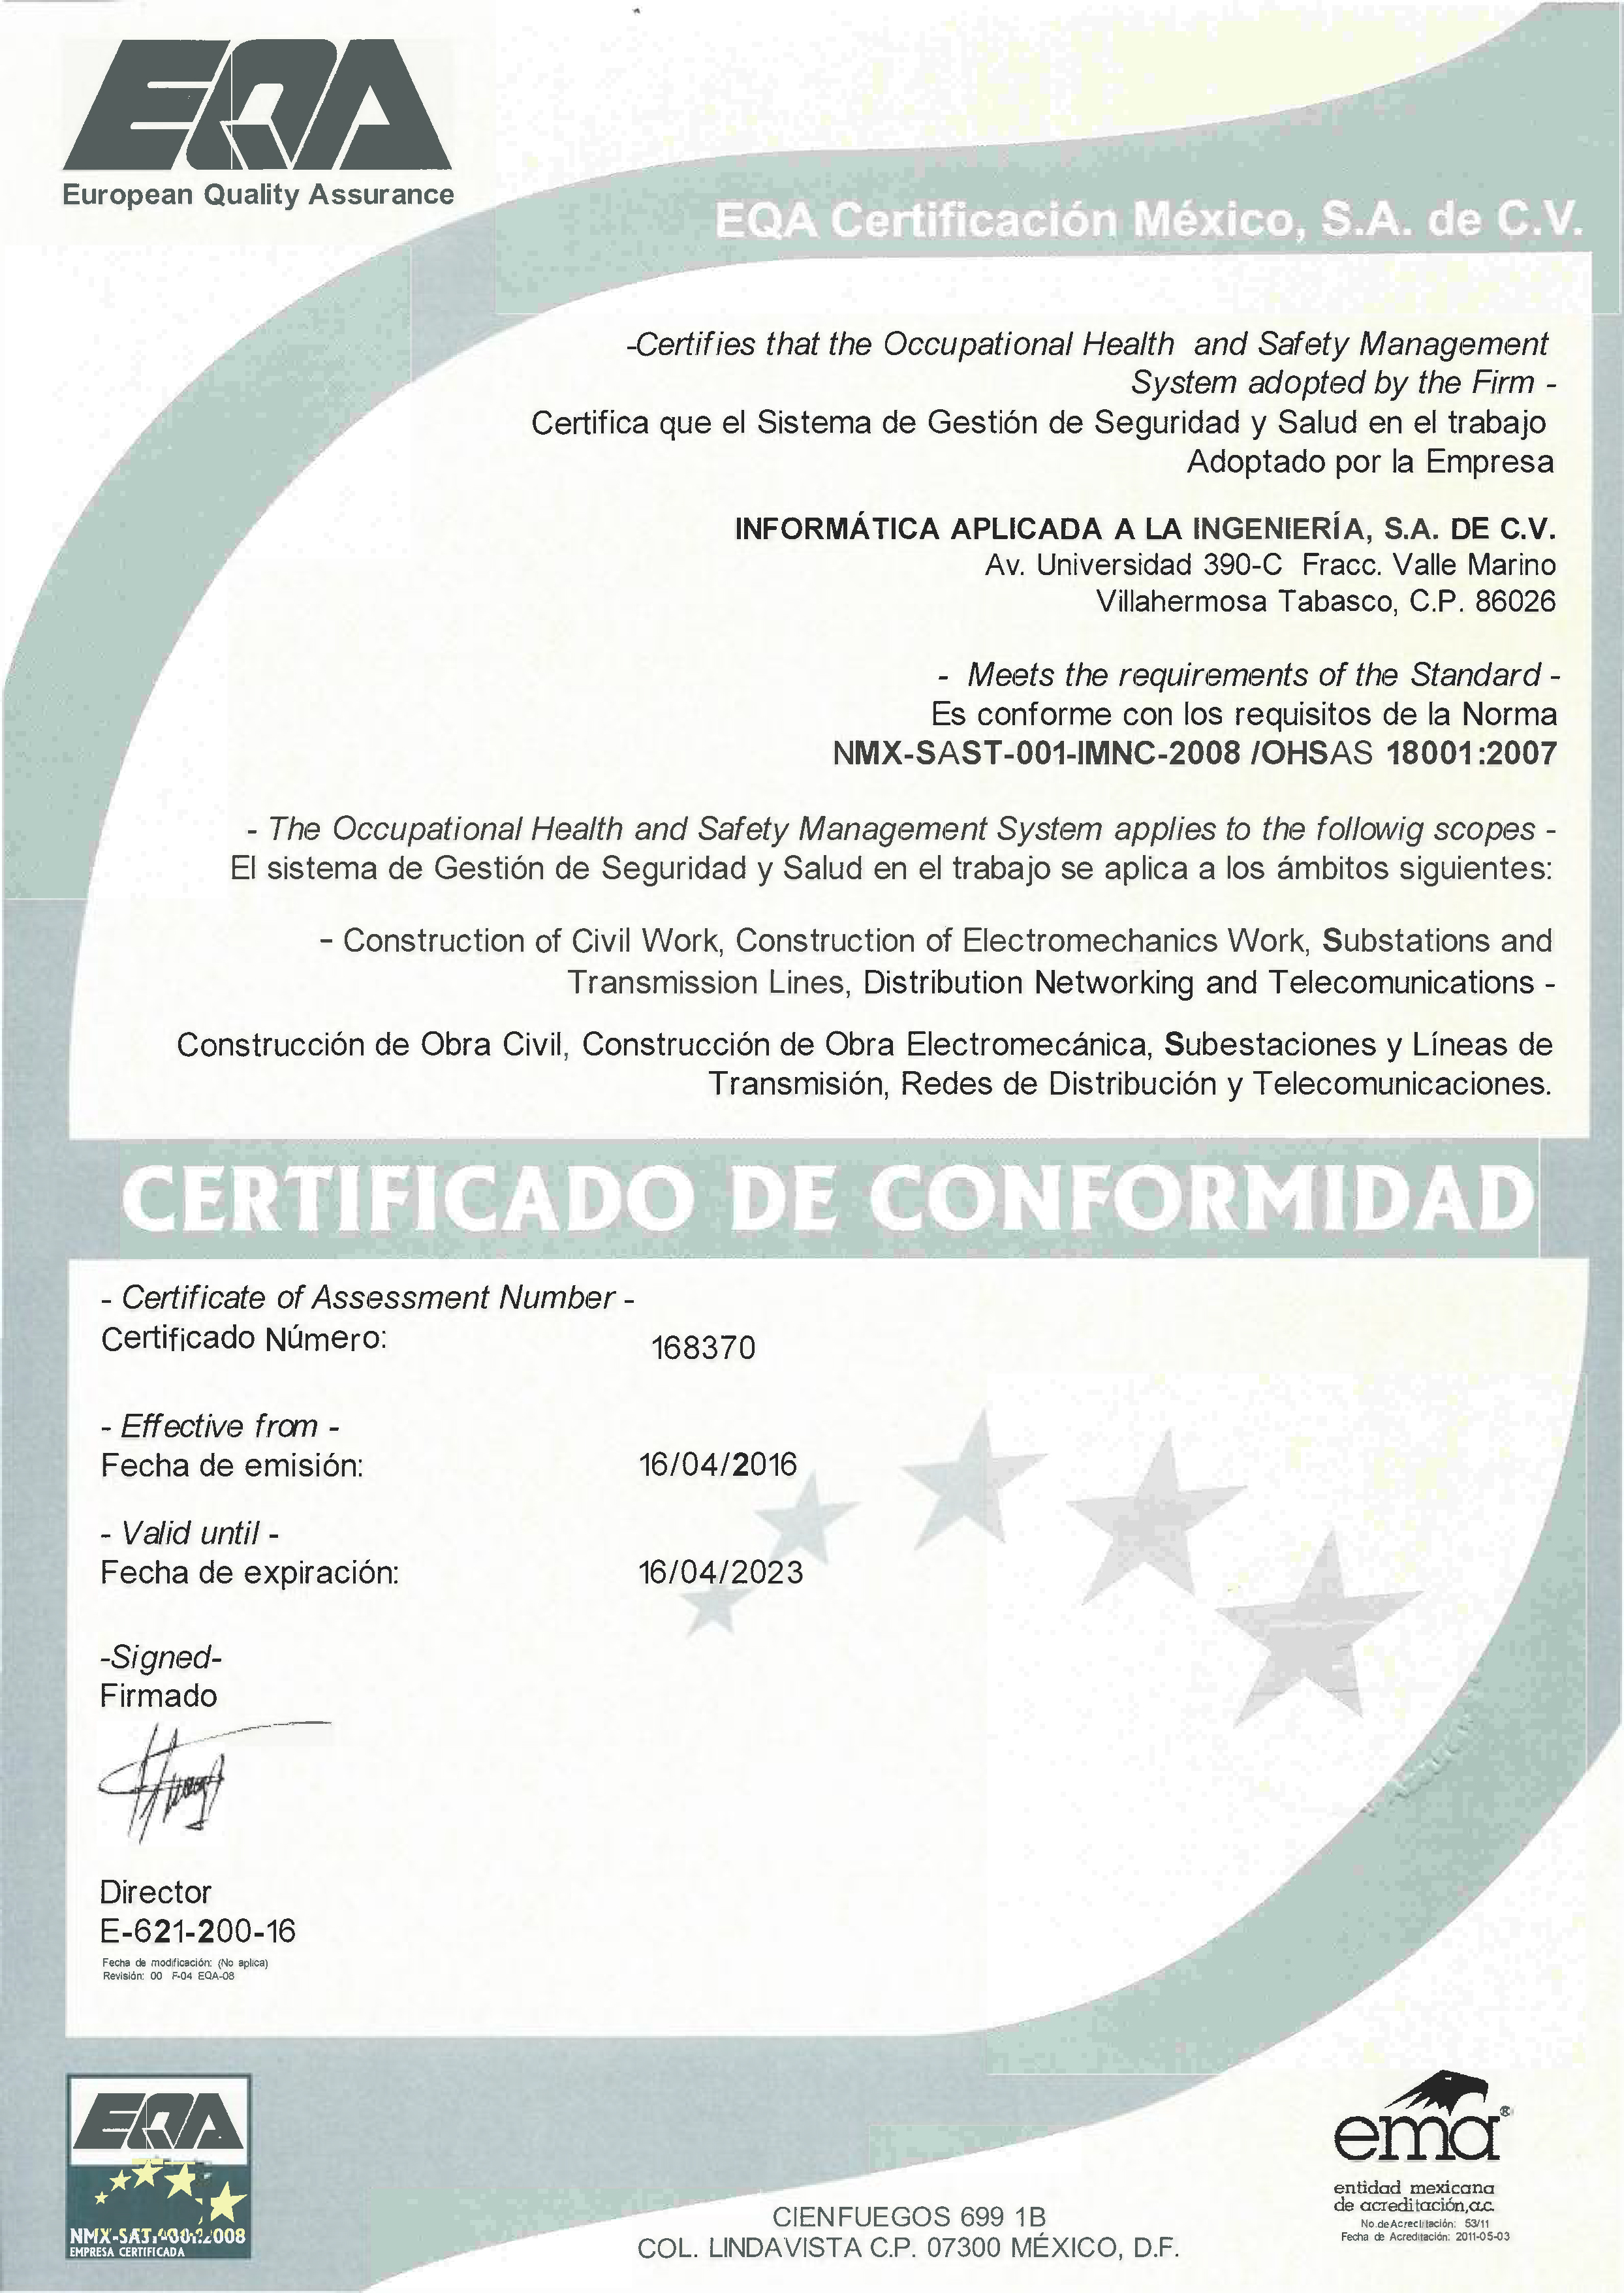 EQA
European Quality Assurance
EQA Certificación México, S.A. de C.V.
-Certifies that the Occupational Health and Safety Management
System adopted by the Firm -
Certifica que el Sistema de Gestión de Seguridad y Salud en el trabajo
Adoptado por la Empresa
INFORMÁTICA APLICADA A LA INGENIERÍA, S.A. DE C.V.
Av. Universidad 390-C Fracc. Valle Marino
Villahermosa Tabasco, C.P. 86026
- Meets the requirements of the Standard -
Es conforme con los requisitos de la Norma
NMX-SAST-001-IMNC-2008 /OHSAS 18001:2007
- The Occupational Health and Safety Management System applies to the followig scopes -
El sistema de Gestión de Seguridad y Salud en el trabajo se aplica a los ámbitos siguientes:
- Construction of Civil Work, Construction of Electromechanics Work, Substations and
Transmission Lines, Distribution Networking and Telecomunications -
Construcción de Obra Civil, Construcción de Obra Electromecánica, Subestaciones y Líneas de
Transmisión, Redes de Distribución y Telecomunicaciones.
CERTIFICADO DE CONFORMIDAD
- Certificate of Assessment Number -
Certificado Número: 168370
- Effective from -
Fecha de emisión: 16/04/2016
- Valid until -
Fecha de expiración: 16/04/2023
-Signed-
Firmado
Director
E-621-200-16
Fecha de modificación: (No aplica)
Revisión: 00 F-04 EQA-08
EQA
EMPRESA CERTIFICADA
CIENFUEGOS 699 1B
COL. LINDAVISTA C.P. 07300 MÉXICO, D.F.
ema®
entidad mexicana
de acreditación, a.c.
No. de Acreditación: 53/11
Fecha de Acreditación: 2011-05-03